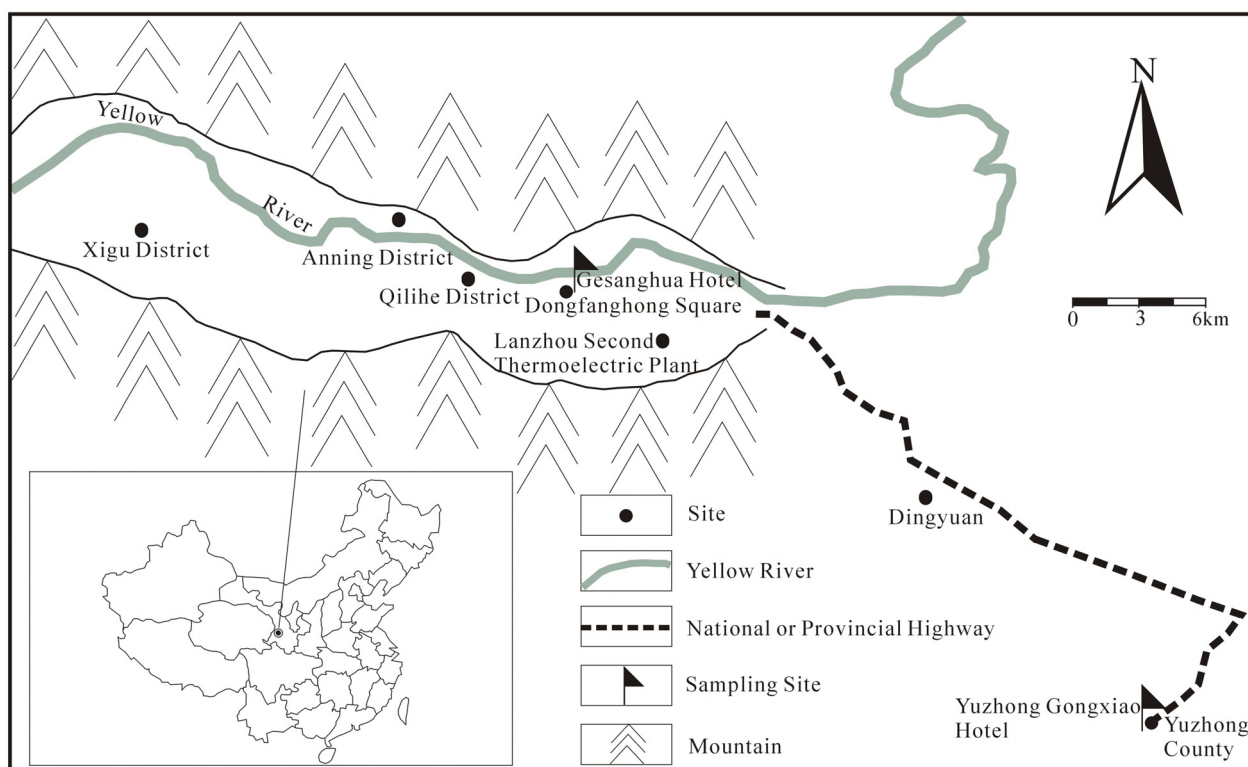 N
Yellow
River
Xigu District
Anning District
Qilihe District
Gesanghua Hotel
Dongfanghong Square
Lanzhou Second
Thermoelectric Plant
0 3 6km
Dingyuan
Site
Yellow River
National or Provincial Highway
Sampling Site
Mountain
Yuzhong Gongxiao
Hotel
Yuzhong
County